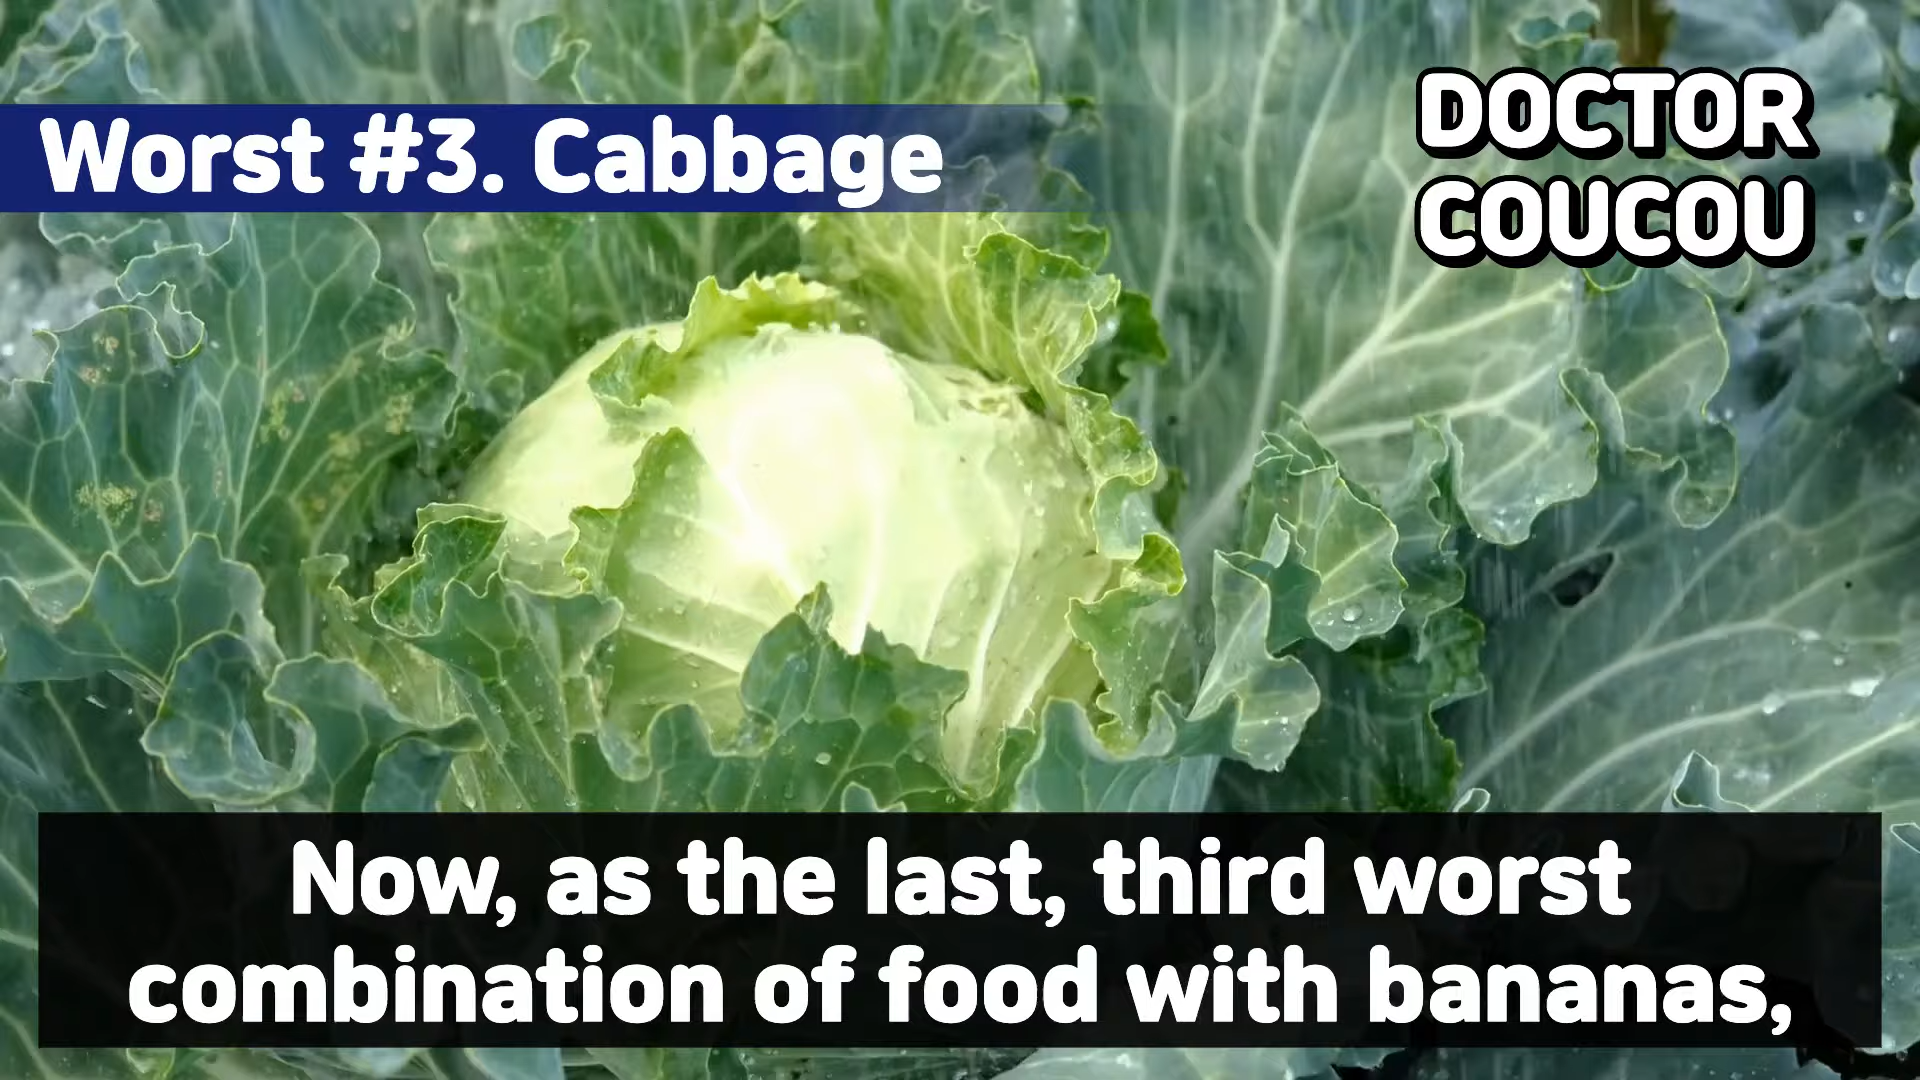 Worst #3. Cabbage
DOCTOR
COUCOU
Now, as the last, third worst
combination of food with bananas,